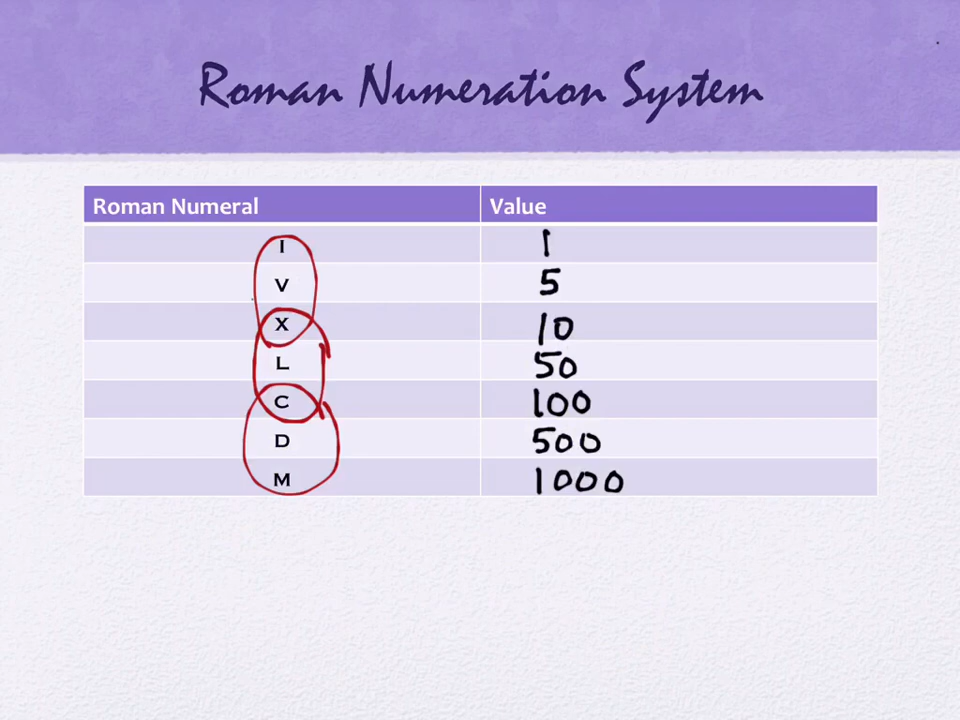 Roman Numeration System
Roman Numeral Value
I 1
V 5
X 10
L 50
C 100
D 500
M 1000